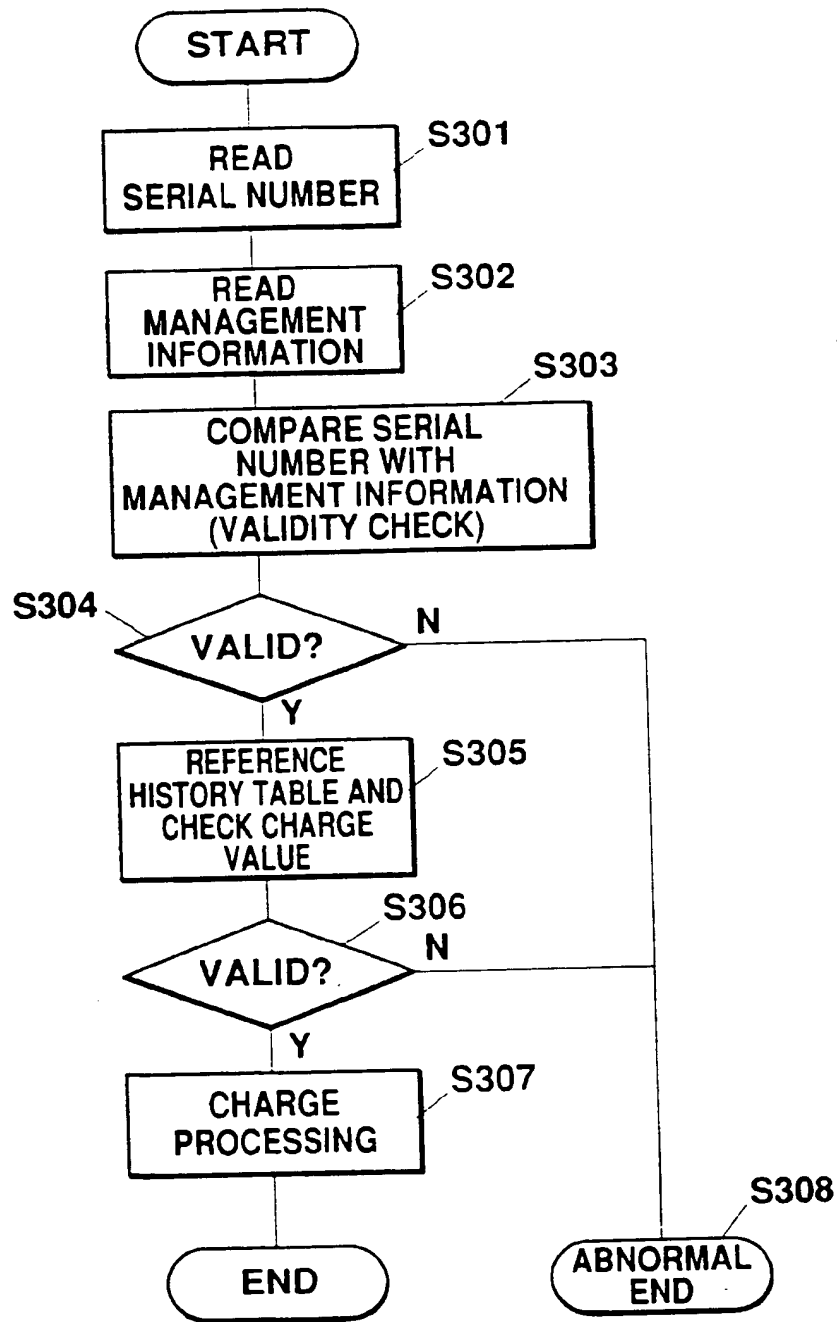 START
S301
READ
SERIAL NUMBER
S302
READ
MANAGEMENT
INFORMATION
S303
COMPARE SERIAL
NUMBER WITH
MANAGEMENT INFORMATION
(VALIDITY CHECK)
S304
VALID?
N
Y
S305
REFERENCE
HISTORY TABLE AND
CHECK CHARGE
VALUE
S306
VALID?
N
Y
S307
CHARGE
PROCESSING
S308
END
ABNORMAL
END